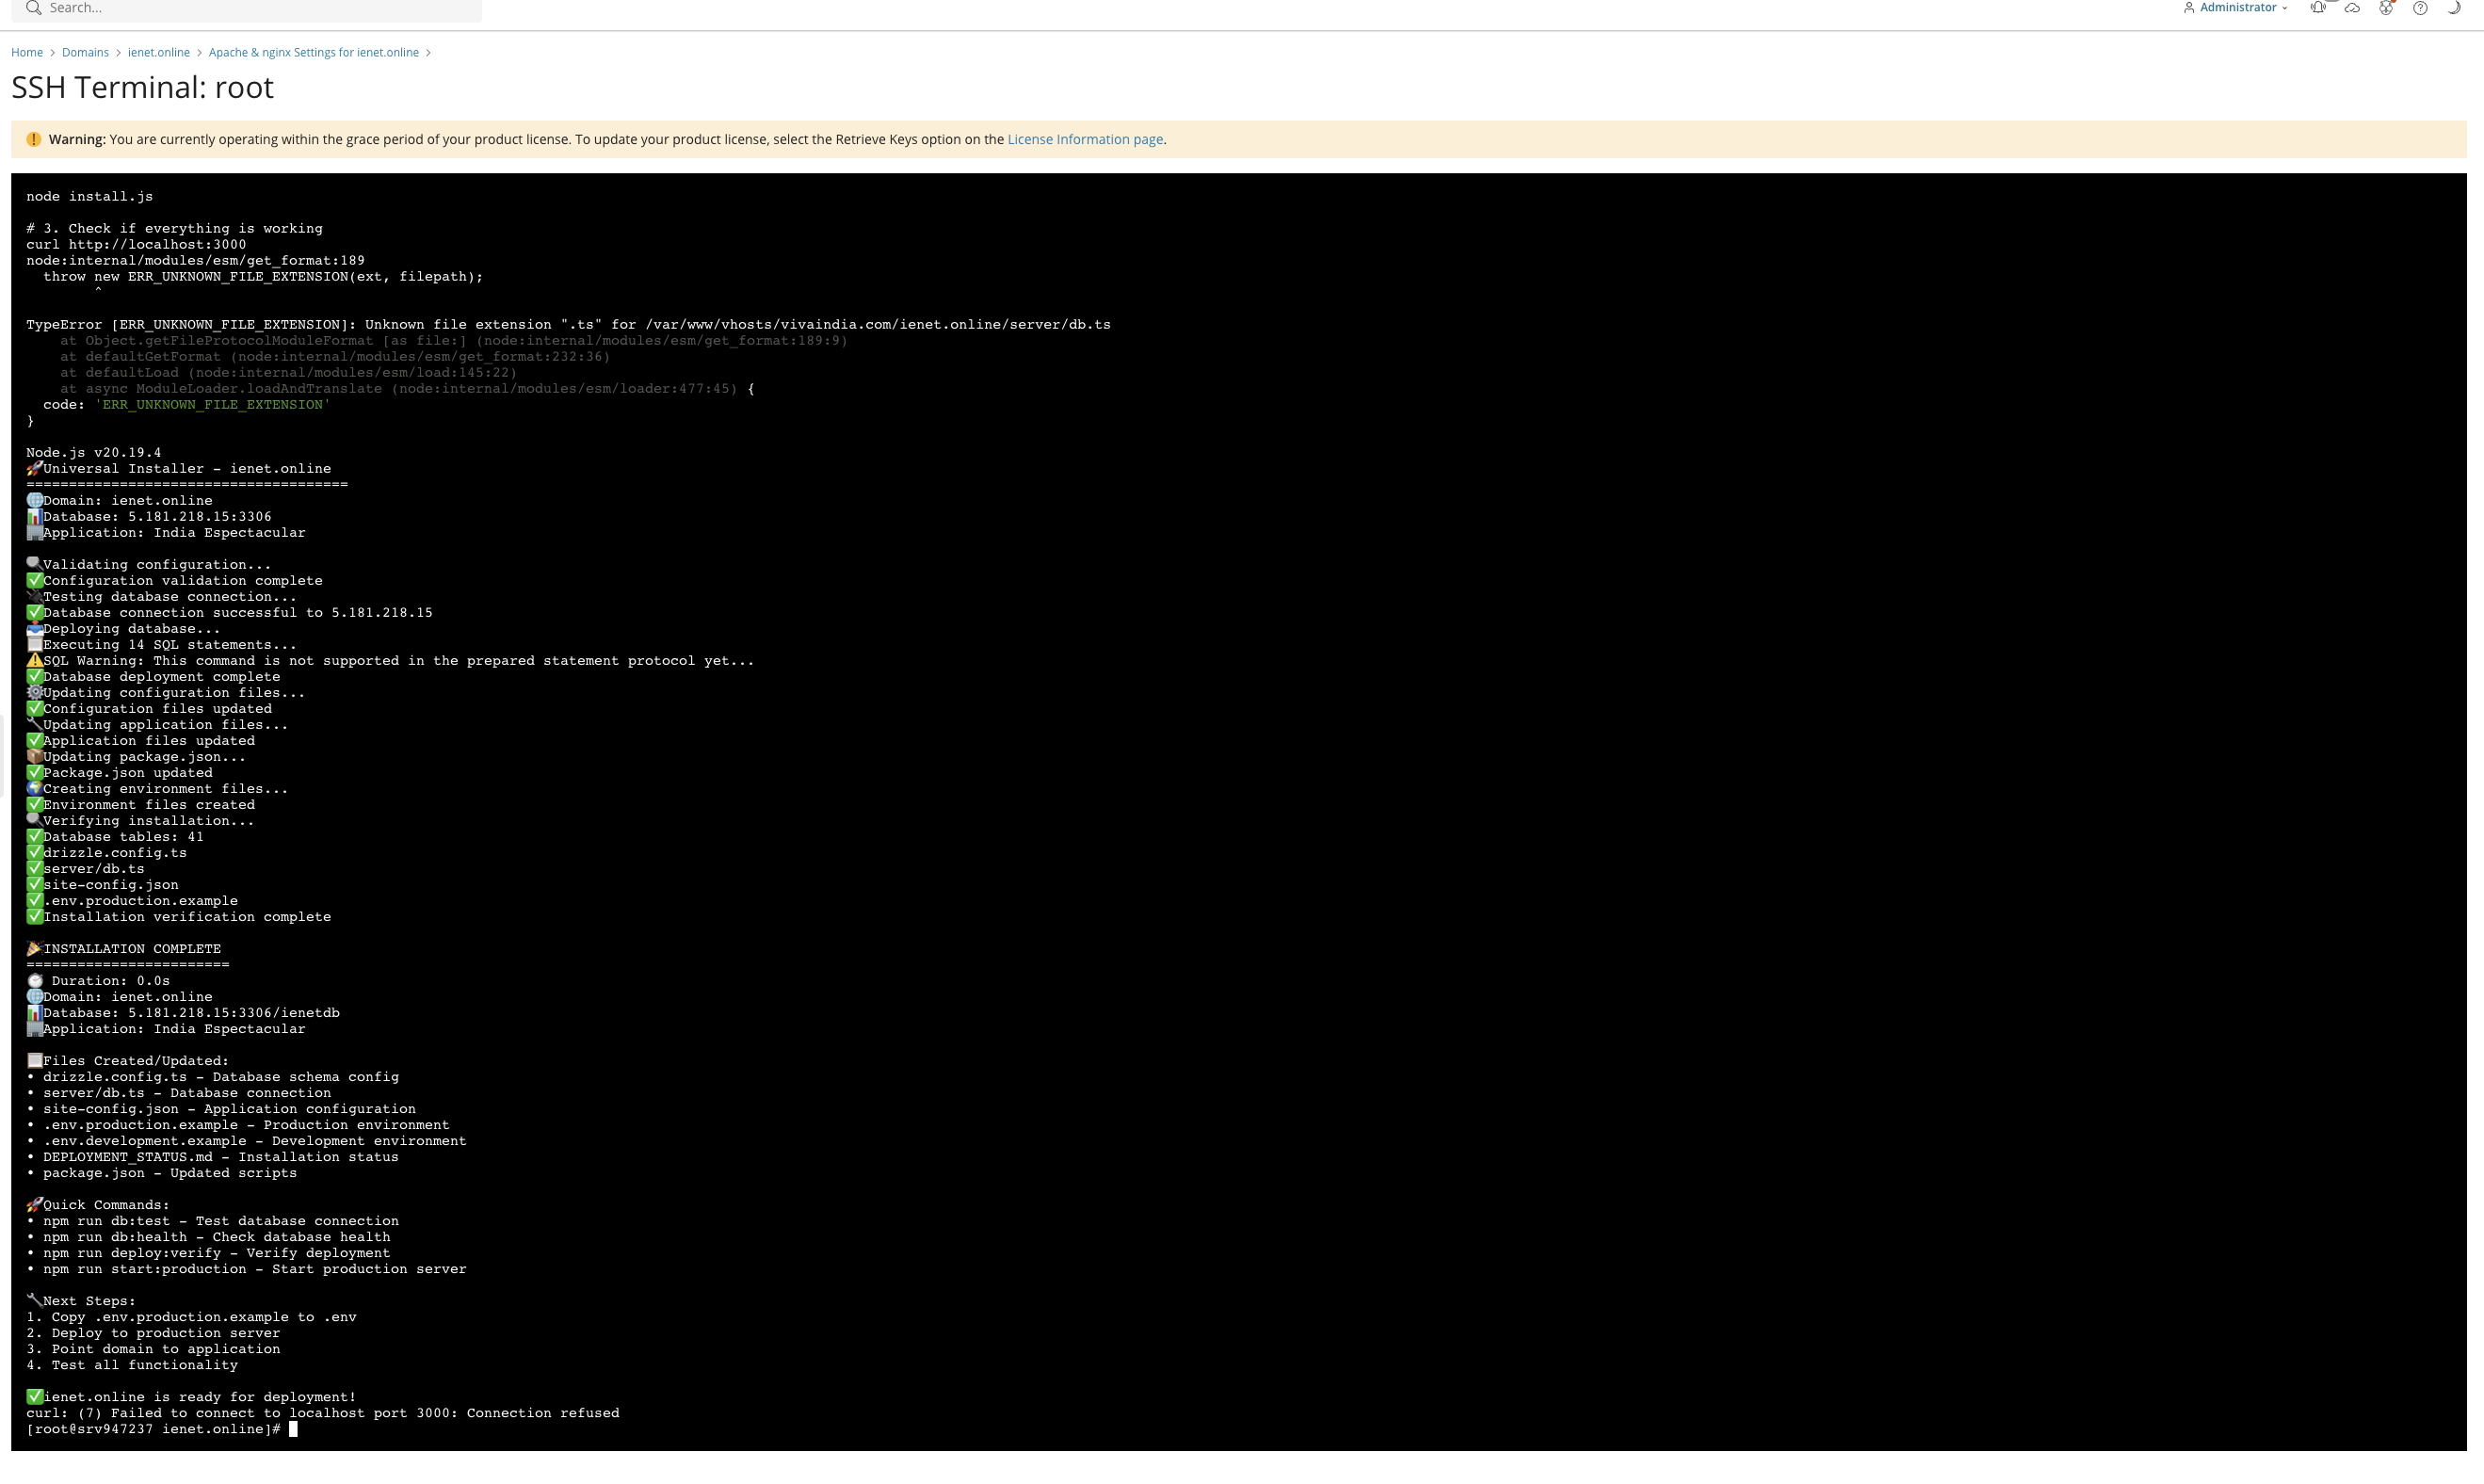 Search...
Administrator
Home > Domains > ienet.online > Apache & nginx Settings for ienet.online >
SSH Terminal: root
Warning: You are currently operating within the grace period of your product license. To update your product license, select the Retrieve Keys option on the License Information page.
node install.js
# 3. Check if everything is working
curl http://localhost:3000
node:internal/modules/esm/get_format:189
  throw new ERR_UNKNOWN_FILE_EXTENSION(ext, filepath);
        ^
TypeError [ERR_UNKNOWN_FILE_EXTENSION]: Unknown file extension ".ts" for /var/www/vhosts/vivaindia.com/ienet.online/server/db.ts
    at Object.getFileProtocolModuleFormat [as file:] (node:internal/modules/esm/get_format:189:9)
    at defaultGetFormat (node:internal/modules/esm/get_format:232:36)
    at defaultLoad (node:internal/modules/esm/load:145:22)
    at async ModuleLoader.loadAndTranslate (node:internal/modules/esm/loader:477:45) {
  code: 'ERR_UNKNOWN_FILE_EXTENSION'
}
Node.js v20.19.4
🚀Universal Installer - ienet.online
======================================
🌐Domain: ienet.online
📊Database: 5.181.218.15:3306
🏢Application: India Espectacular
🔍Validating configuration...
✅Configuration validation complete
🔌Testing database connection...
✅Database connection successful to 5.181.218.15
📥Deploying database...
📋Executing 14 SQL statements...
⚠️SQL Warning: This command is not supported in the prepared statement protocol yet...
✅Database deployment complete
⚙️Updating configuration files...
✅Configuration files updated
🔧Updating application files...
✅Application files updated
📦Updating package.json...
✅Package.json updated
🌍Creating environment files...
✅Environment files created
🔍Verifying installation...
✅Database tables: 41
✅drizzle.config.ts
✅server/db.ts
✅site-config.json
✅.env.production.example
✅Installation verification complete
🎉INSTALLATION COMPLETE
========================
⏱ Duration: 0.0s
🌐Domain: ienet.online
📊Database: 5.181.218.15:3306/ienetdb
🏢Application: India Espectacular
📋Files Created/Updated:
• drizzle.config.ts - Database schema config
• server/db.ts - Database connection
• site-config.json - Application configuration
• .env.production.example - Production environment
• .env.development.example - Development environment
• DEPLOYMENT_STATUS.md - Installation status
• package.json - Updated scripts
🚀Quick Commands:
• npm run db:test - Test database connection
• npm run db:health - Check database health
• npm run deploy:verify - Verify deployment
• npm run start:production - Start production server
🔧Next Steps:
1. Copy .env.production.example to .env
2. Deploy to production server
3. Point domain to application
4. Test all functionality
✅ienet.online is ready for deployment!
curl: (7) Failed to connect to localhost port 3000: Connection refused
[root@srv947237 ienet.online]#